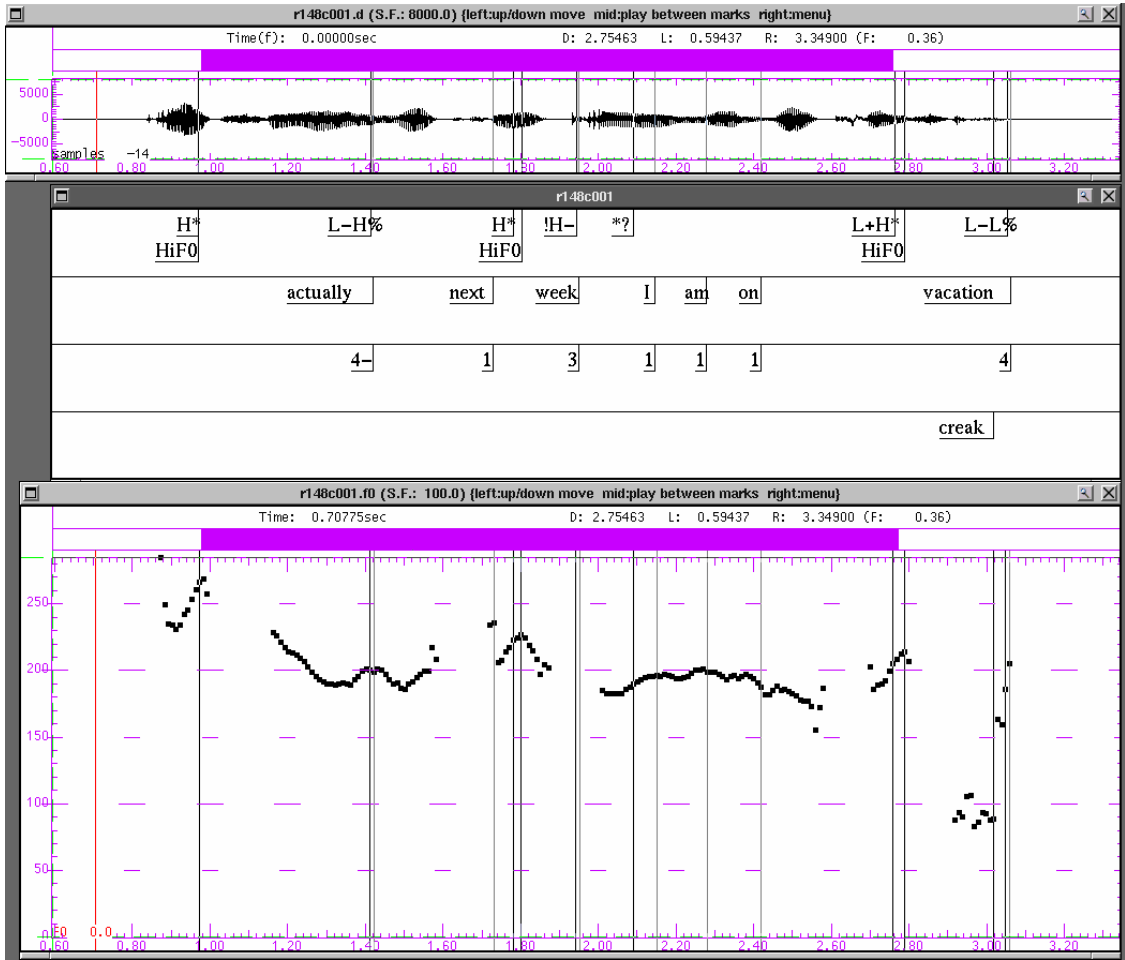 r148c001.d (S.F.: 8000.0) {left:up/down move mid:play between marks right:menu}
Time(f): 0.00000sec D: 2.75463 L: 0.59437 R: 3.34900 (F: 0.36)
5000
0
-5000
samples -14
0.60 0.80 1.00 1.20 1.40 1.60 1.80 2.00 2.20 2.40 2.60 2.80 3.00 3.20
r148c001
H* L-H% H* !H- *? L+H* L-L%
HiF0 HiF0 HiF0
actually next week I am on vacation
4- 1 3 1 1 1 4
creak
r148c001.f0 (S.F.: 100.0) {left:up/down move mid:play between marks right:menu}
Time: 0.70775sec D: 2.75463 L: 0.59437 R: 3.34900 (F: 0.36)
250
200
150
100
50
0 F0 0.0
0.60 0.80 1.00 1.20 1.40 1.60 1.80 2.00 2.20 2.40 2.60 2.80 3.00 3.20